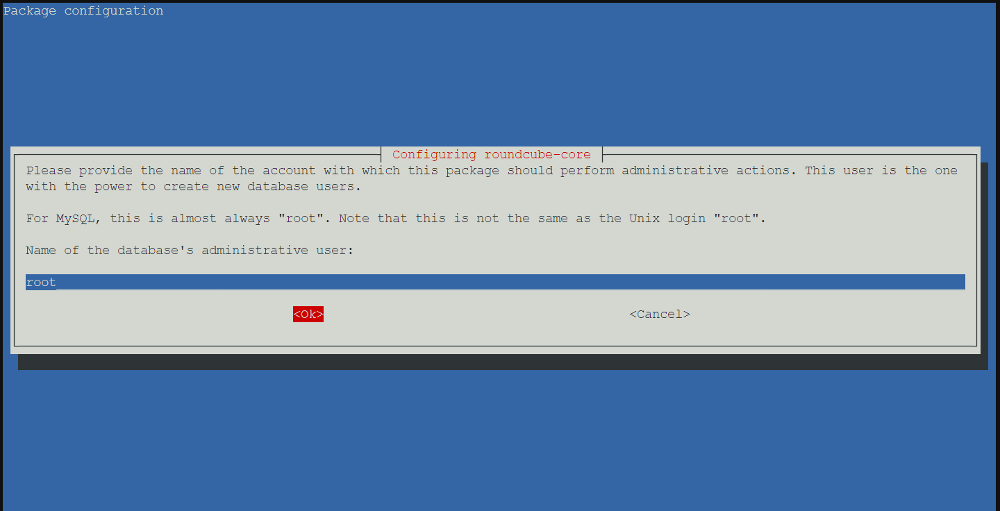 Package configuration
Configuring roundcube-core
Please provide the name of the account with which this package should perform administrative actions. This user is the one
with the power to create new database users.
For MySQL, this is almost always "root". Note that this is not the same as the Unix login "root".
Name of the database's administrative user:
root
<Ok> <Cancel>